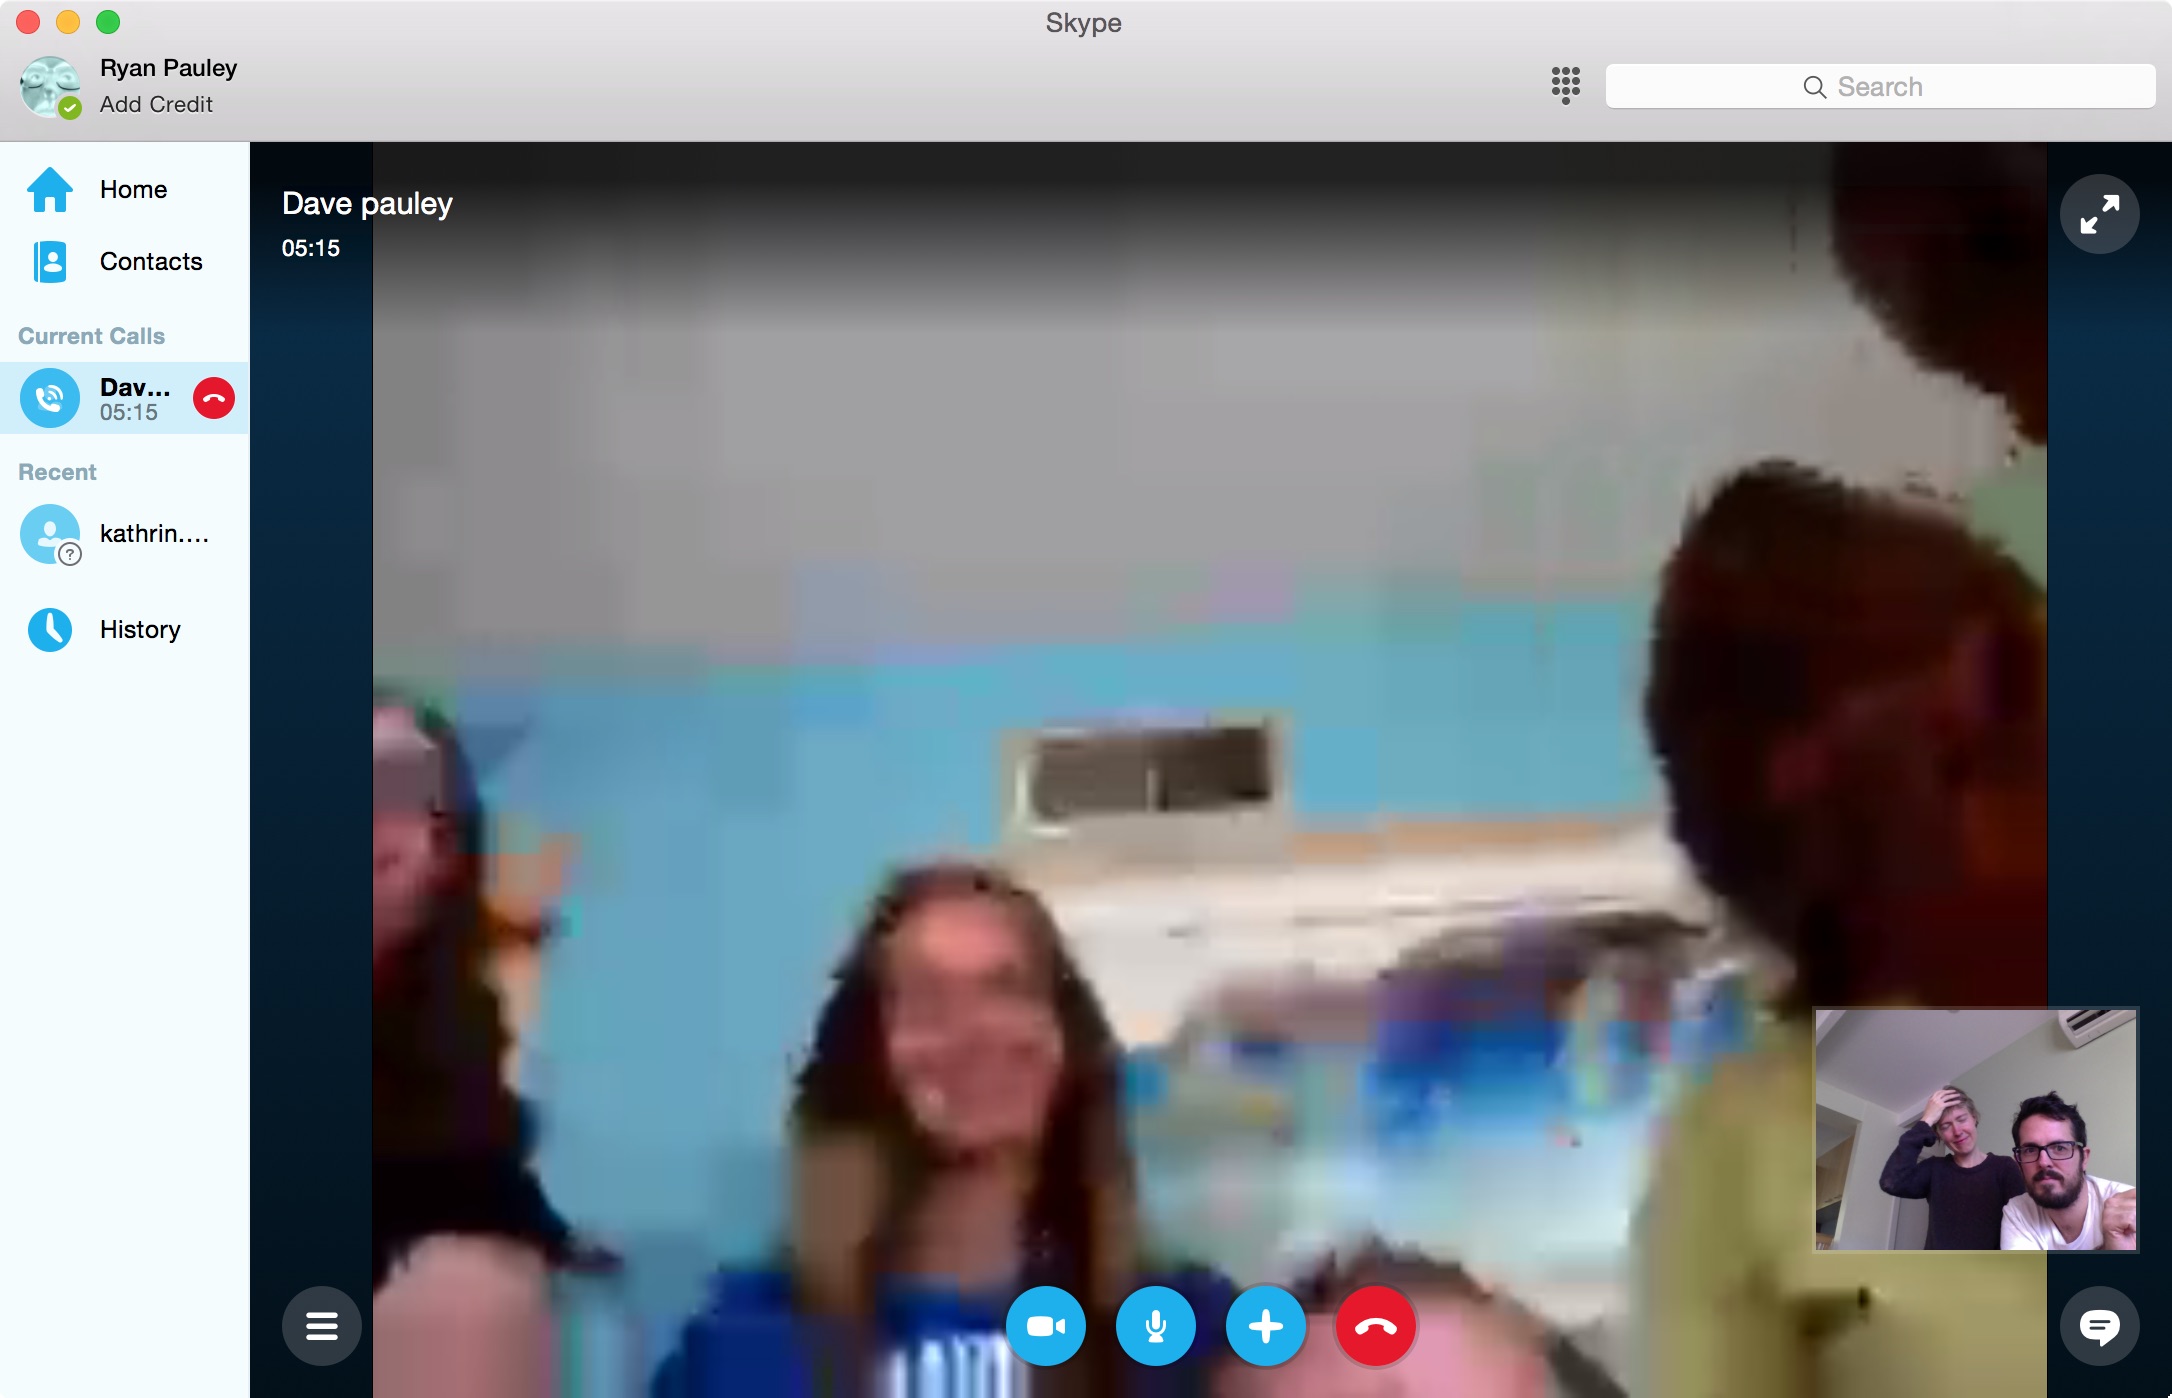 Skype
Ryan Pauley
Add Credit
Search
Home
Contacts
Current Calls
Dav...
05:15
Recent
kathrin....
History
Dave pauley
05:15